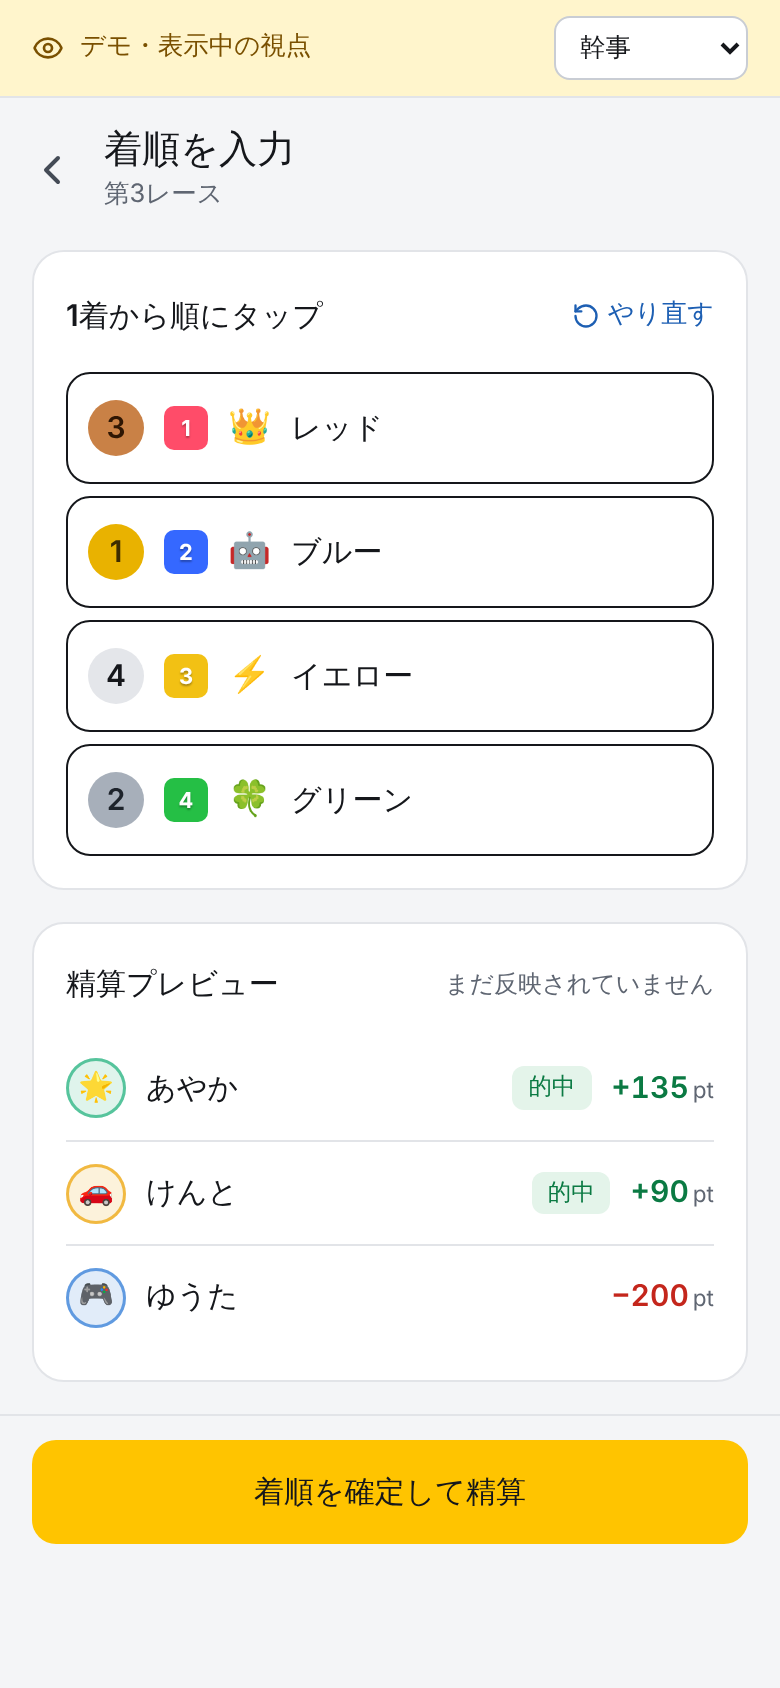 デモ・表示中の視点
幹事
着順を入力
第3レース
1着から順にタップ
やり直す
3 1 レッド
1 2 ブルー
4 3 イエロー
2 4 グリーン
精算プレビュー
まだ反映されていません
あやか 的中 +135 pt
けんと 的中 +90 pt
ゆうた −200 pt
着順を確定して精算